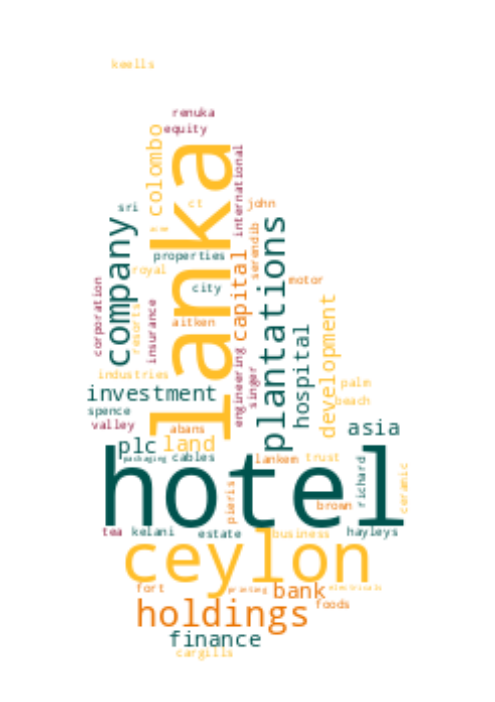 keells
renuka
equity
colombo
lanka
international
sri
ct
john
company
plantations
serendib
properties
royal
city
motor
capital
corporation
resorts
insurance
aitken
development
hospital
engineering
singer
industries
palm
investment
beach
spence
valley
abans
asia
plc
land
packaging
cables
lankem
trust
hotel
richard
ceramic
pieris
brown
tea
kelani
estate
business
hayleys
ceylon
fort
printing
bank
electricals
holdings
foods
finance
cargills